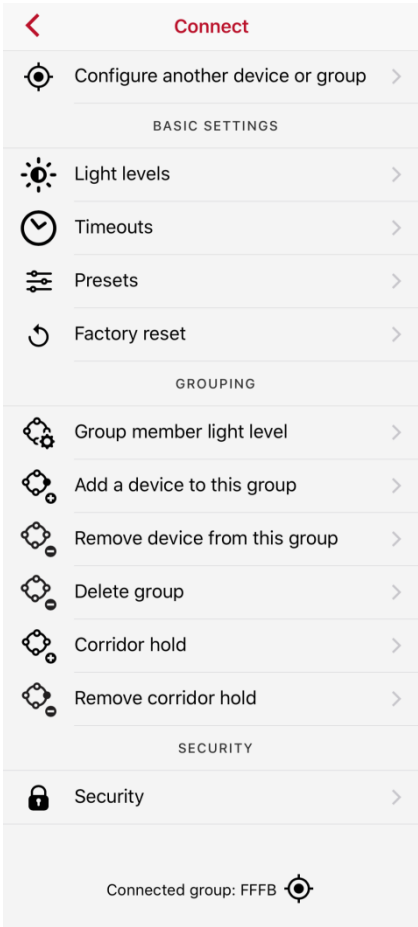 Connect
Configure another device or group
BASIC SETTINGS
Light levels
Timeouts
Presets
Factory reset
GROUPING
Group member light level
Add a device to this group
Remove device from this group
Delete group
Corridor hold
Remove corridor hold
SECURITY
Security
Connected group: FFFB